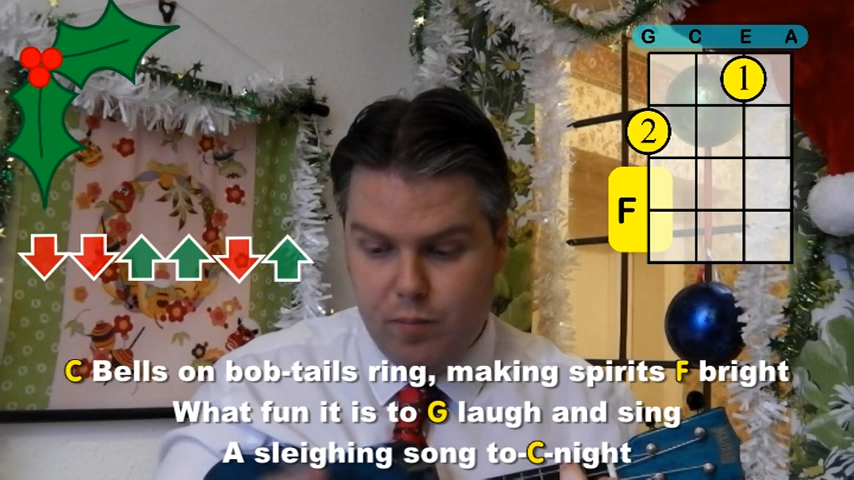 G C E A
1
2
F
C Bells on bob-tails ring, making spirits F bright
What fun it is to G laugh and sing
A sleighing song to-C-night